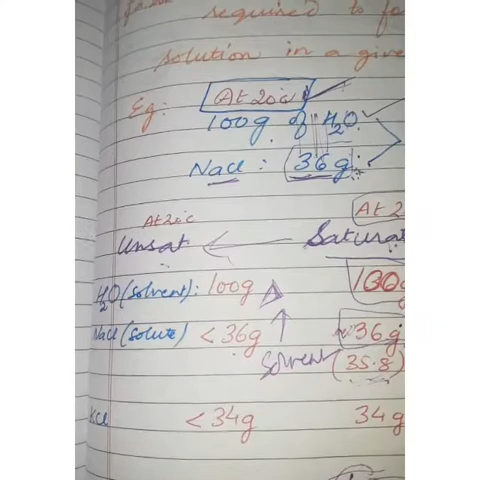 required to fo
solution in a give
Eg: At 20°C
100g of H₂O.
NaCl : 36g
At 20°C At 2
Unsat Satura
H₂O (solvent): 100g 100g
NaCl (solute) < 36g ~ 36g
Solvent (35.8)
KCl < 34g 34g